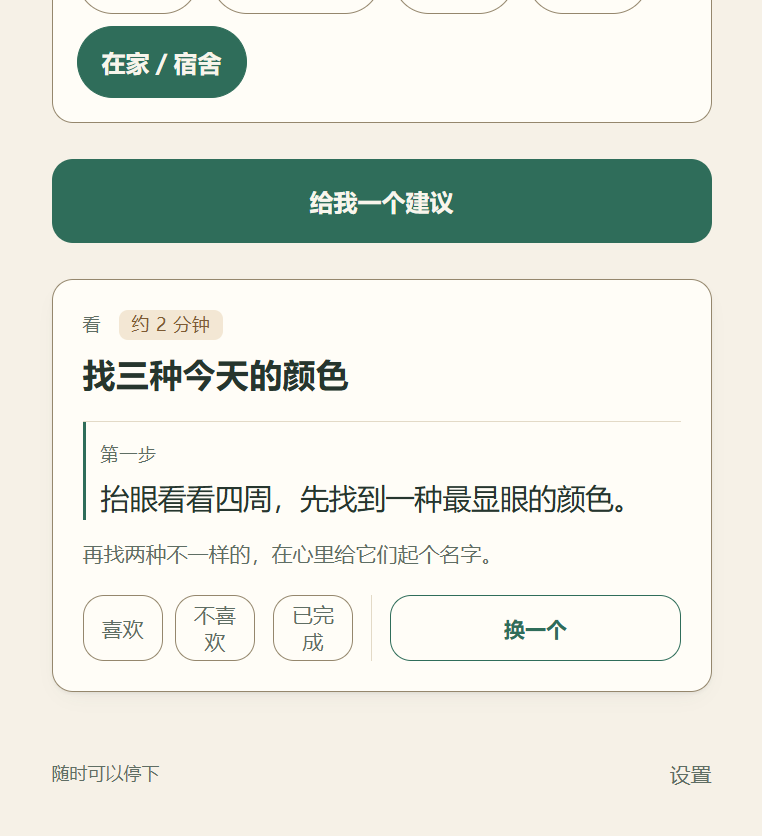 在家 / 宿舍
给我一个建议
看 约 2 分钟
找三种今天的颜色
第一步
抬眼看看四周，先找到一种最显眼的颜色。
再找两种不一样的，在心里给它们起个名字。
喜欢
不喜
欢
已完
成
换一个
随时可以停下
设置